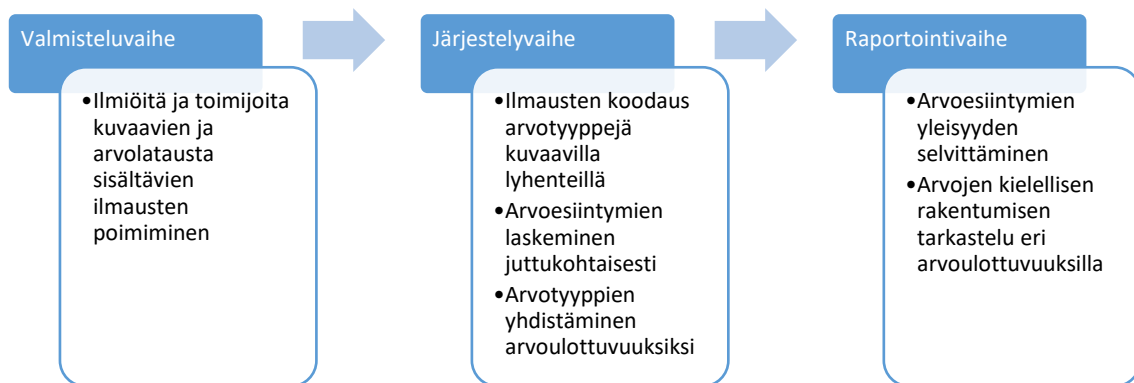 Valmisteluvaihe
•Ilmiöitä ja toimijoita
kuvaavien ja
arvolatausta
sisältävien
ilmausten
poimiminen
Järjestelyvaihe
•Ilmausten koodaus
arvotyyppejä
kuvaavilla
lyhenteillä
•Arvoesiintymien
laskeminen
juttukohtaisesti
•Arvotyyppien
yhdistäminen
arvoulottuvuuksiksi
Raportointivaihe
•Arvoesiintymien
yleisyyden
selvittäminen
•Arvojen kielellisen
rakentumisen
tarkastelu eri
arvoulottuvuuksilla